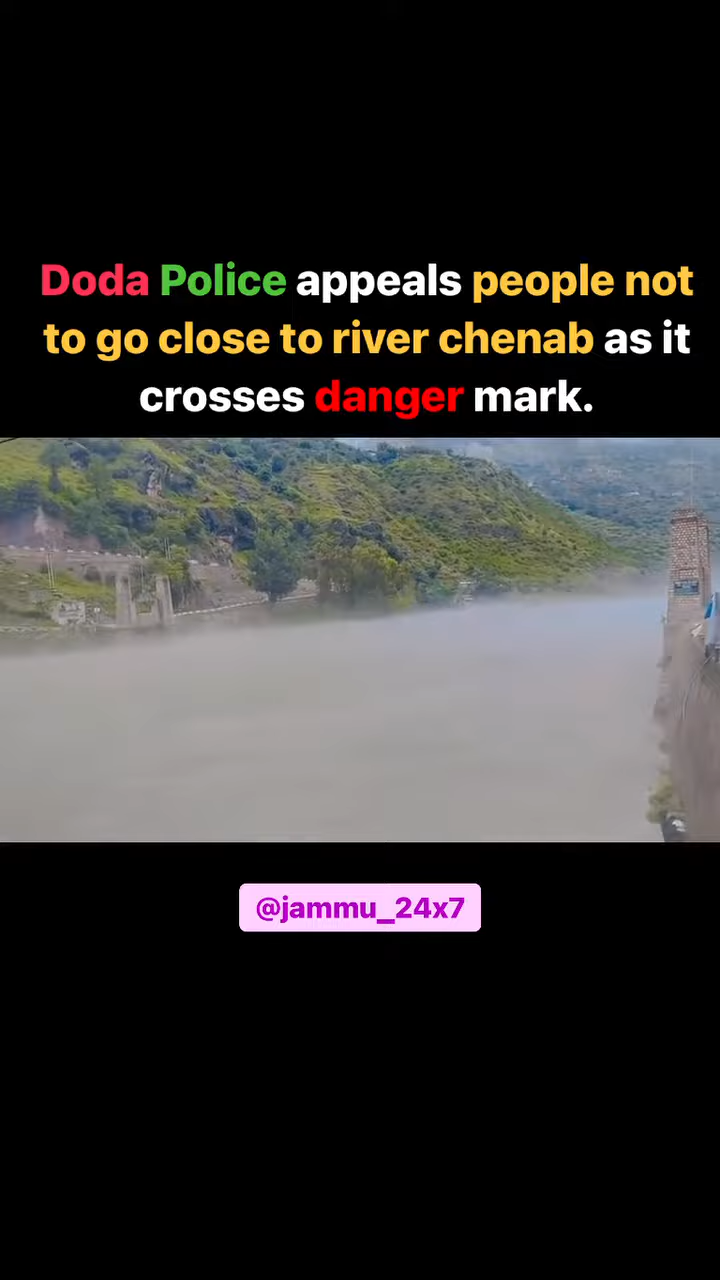 Doda Police appeals people not
to go close to river chenab as it
crosses danger mark.
@jammu_24x7